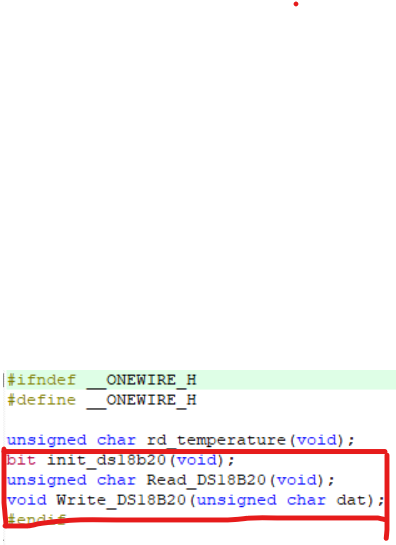 #ifndef __ONEWIRE_H
#define __ONEWIRE_H
unsigned char rd_temperature(void);
bit init_ds18b20(void);
unsigned char Read_DS18B20(void);
void Write_DS18B20(unsigned char dat);
#endif